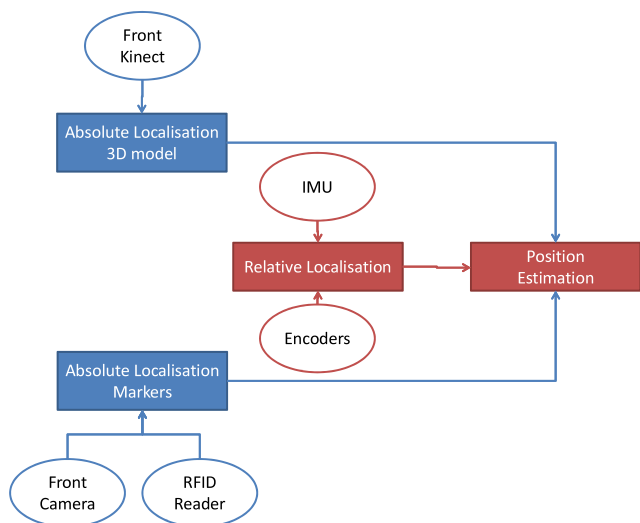 Front
Kinect
Absolute Localisation
3D model
IMU
Relative Localisation
Position
Estimation
Encoders
Absolute Localisation
Markers
Front
Camera
RFID
Reader